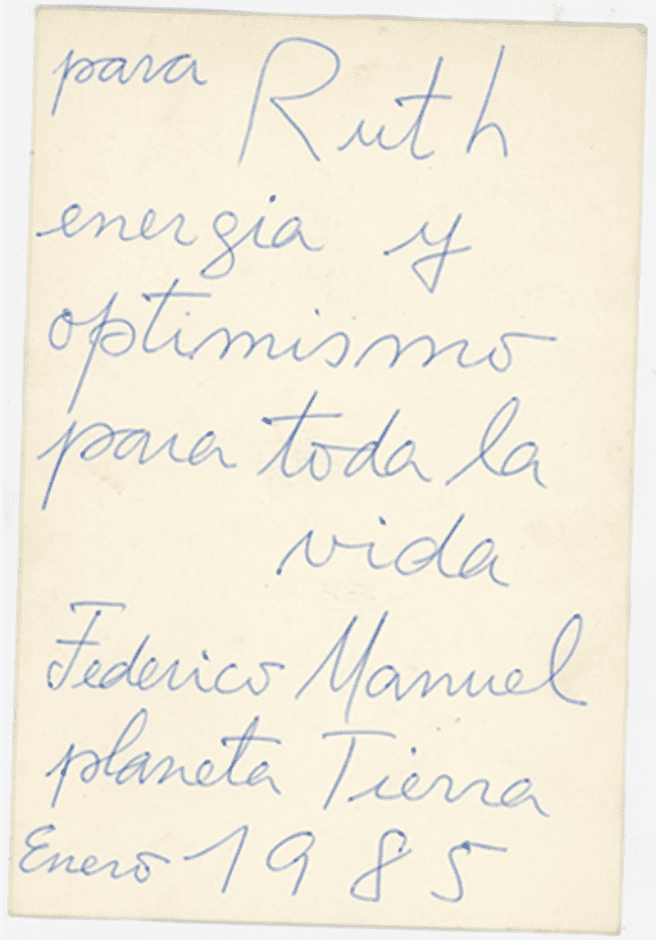 para Ruth
energia y
optimismo
para toda la
vida
Federico Manuel
planeta Tierra
Enero 1985